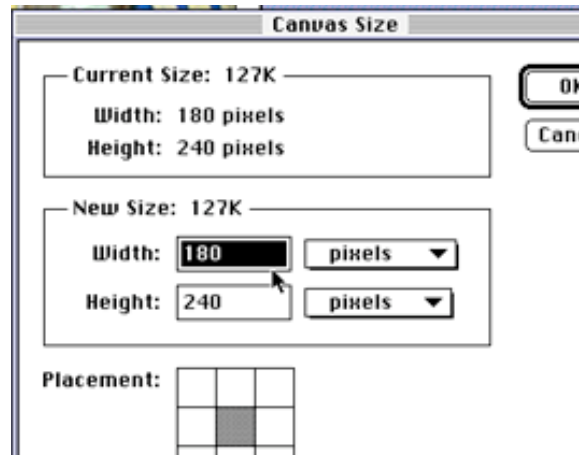 Canvas Size
Current Size: 127K
Width: 180 pixels
Height: 240 pixels
OK
New Size: 127K
Width: 180 pixels
Height: 240 pixels
Placement: